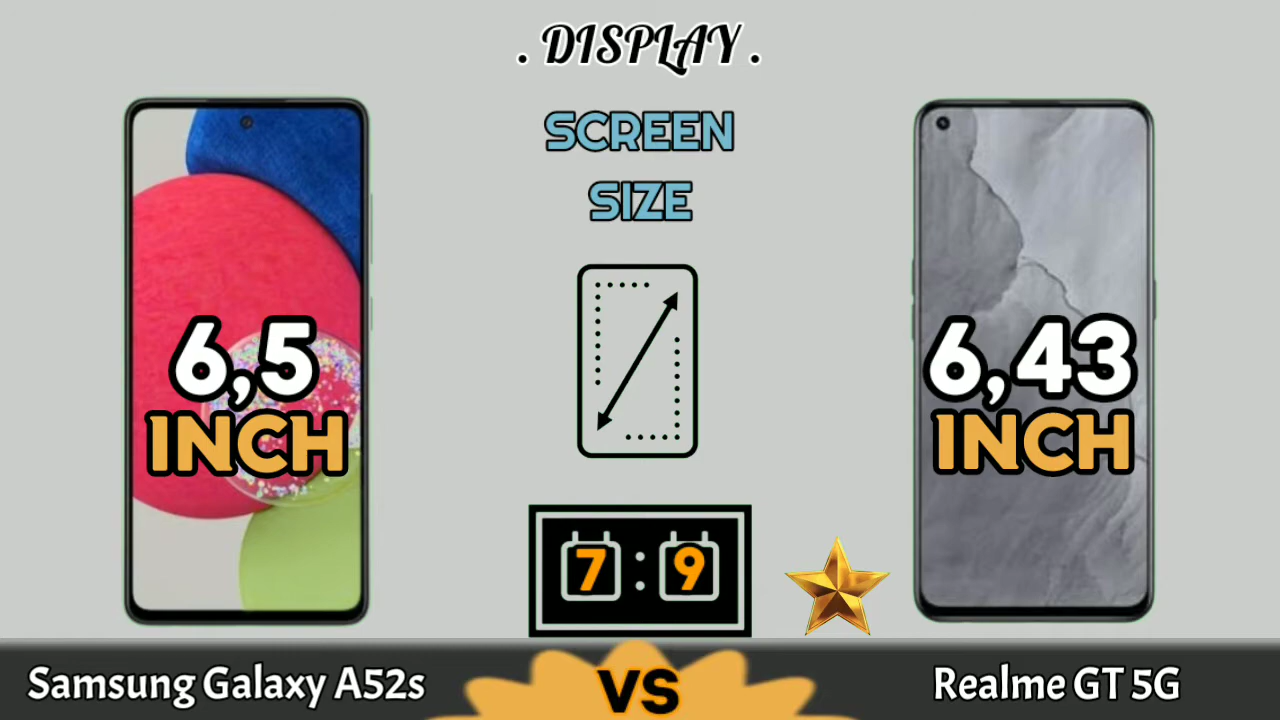 . DISPLAY .
SCREEN
SIZE
6,5
INCH
6,43
INCH
7 : 9
Samsung Galaxy A52s
VS
Realme GT 5G